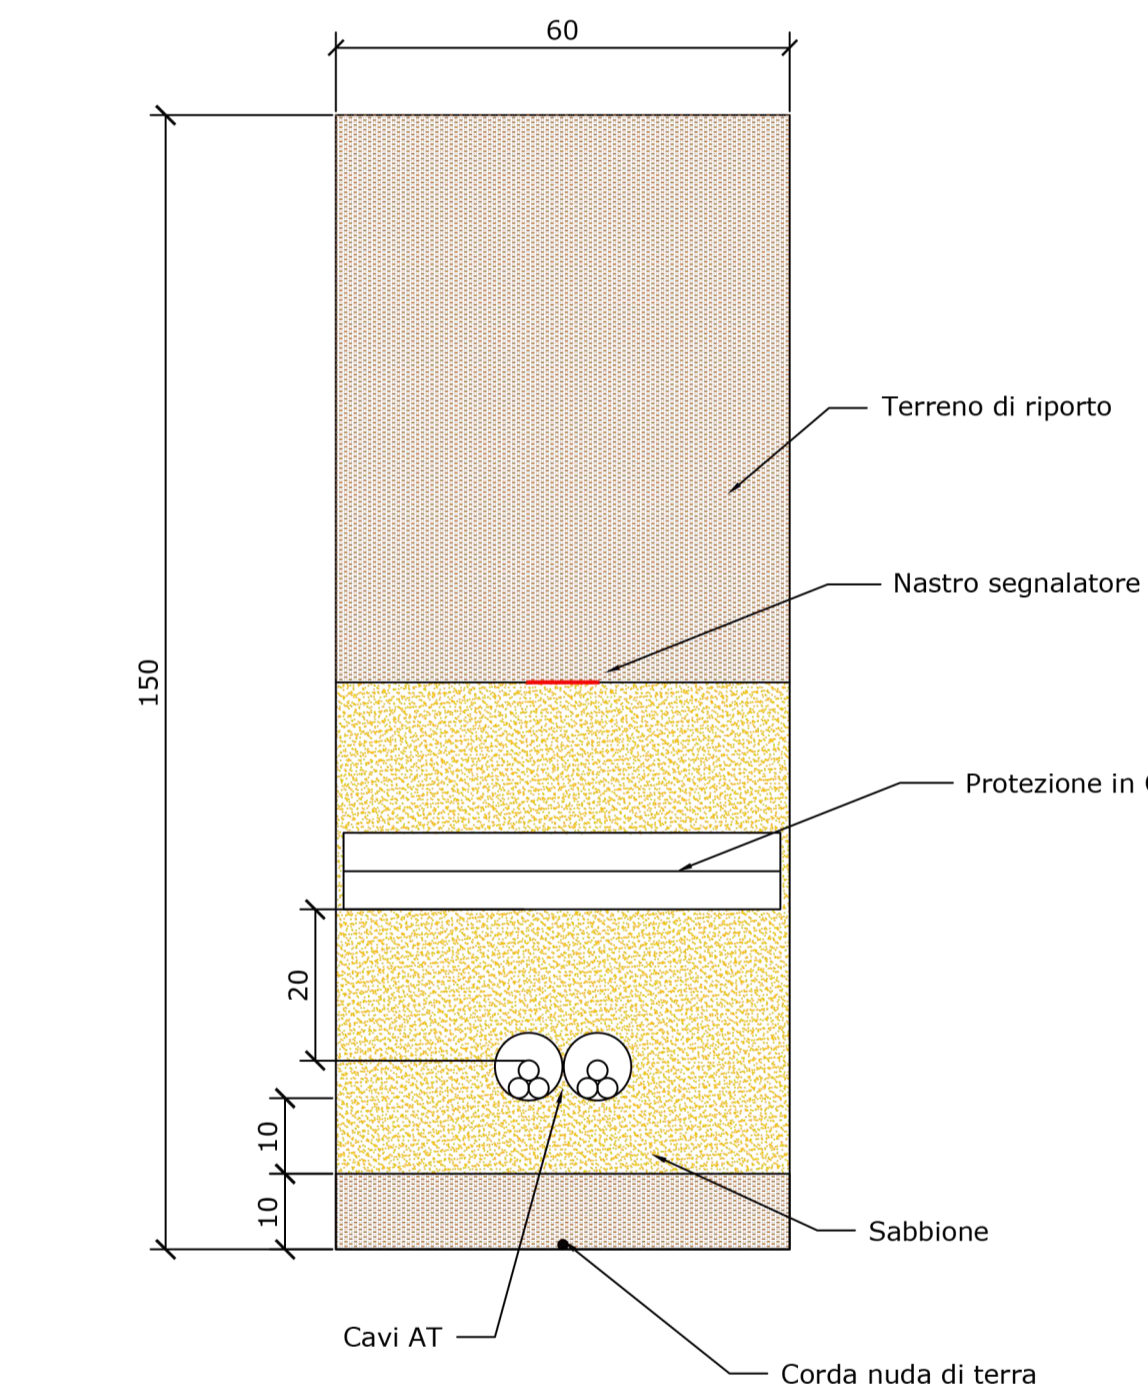 60
Terreno di riporto
Nastro segnalatore
150
Protezione in
20
10
10
Sabbione
Cavi AT
Corda nuda di terra